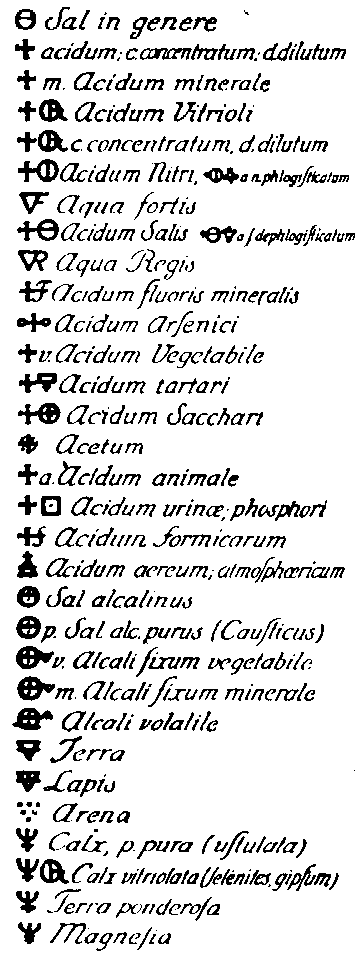 Sal in genere
acidum; c.concentratum; d.dilutum
m. Acidum minerale
Acidum Vitrioli
c. concentratum, d. dilutum
Acidum Nitri, a n. phlogiſticatum
Aqua fortis
Acidum Salis a ſ dephlogiſticatum
Aqua Regis
Acidum fluoris mineralis
Acidum Arſenici
v. Acidum Vegetabile
Acidum tartari
Acidum Sacchari
Acetum
a. Acidum animale
Acidum urinæ; phosphori
Acidum formicarum
Acidum aereum; atmoſphœricum
Sal alcalinus
p. Sal alc. purus (Cauſticus)
v. Alcali fixum vegetabile
m. Alcali fixum minerale
Alcali volatile
Terra
Lapis
Arena
Calx, p. pura (uſtulata)
Calx vitriolata (ſelenites, gipſum)
Terra ponderoſa
Magneſia